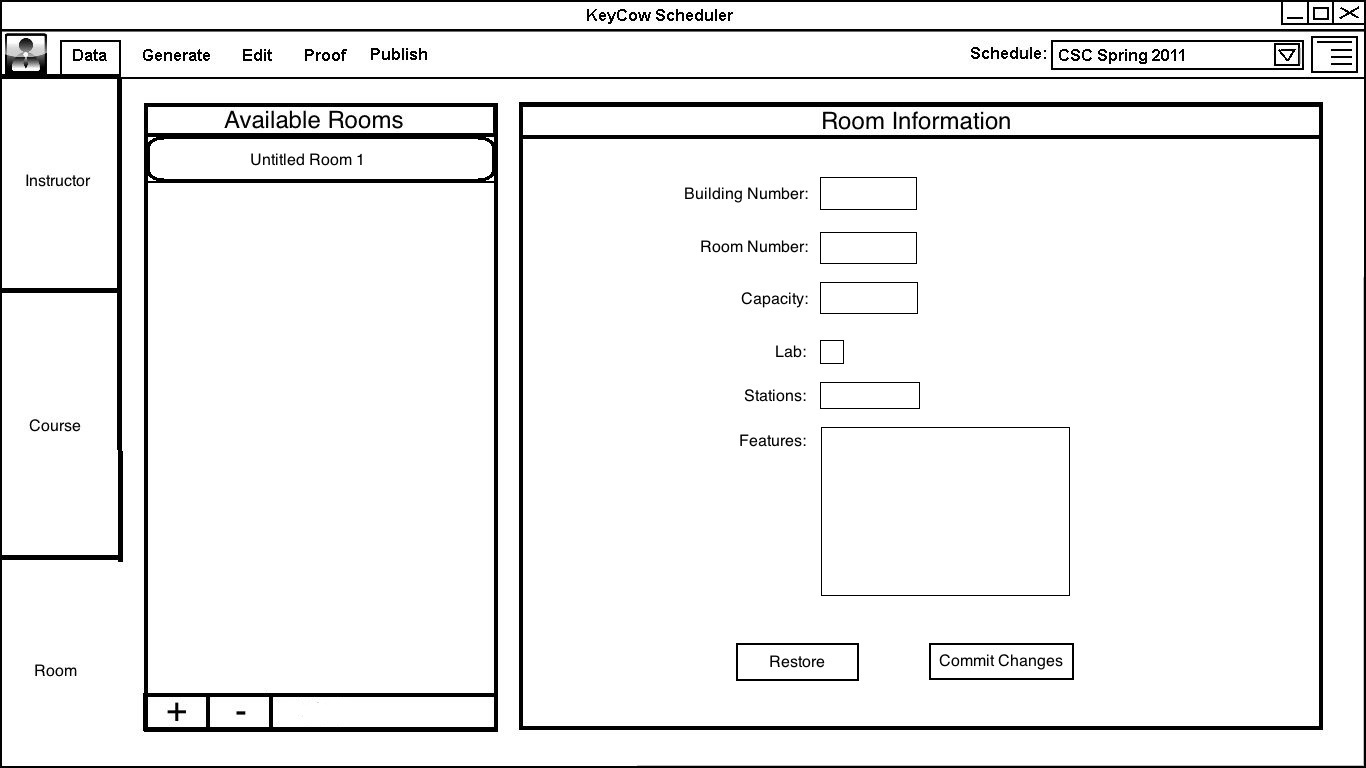 KeyCow Scheduler
Data Generate Edit Proof Publish Schedule: CSC Spring 2011
Instructor
Course
Room
Available Rooms
Untitled Room 1
+ -
Room Information
Building Number:
Room Number:
Capacity:
Lab:
Stations:
Features:
Restore Commit Changes